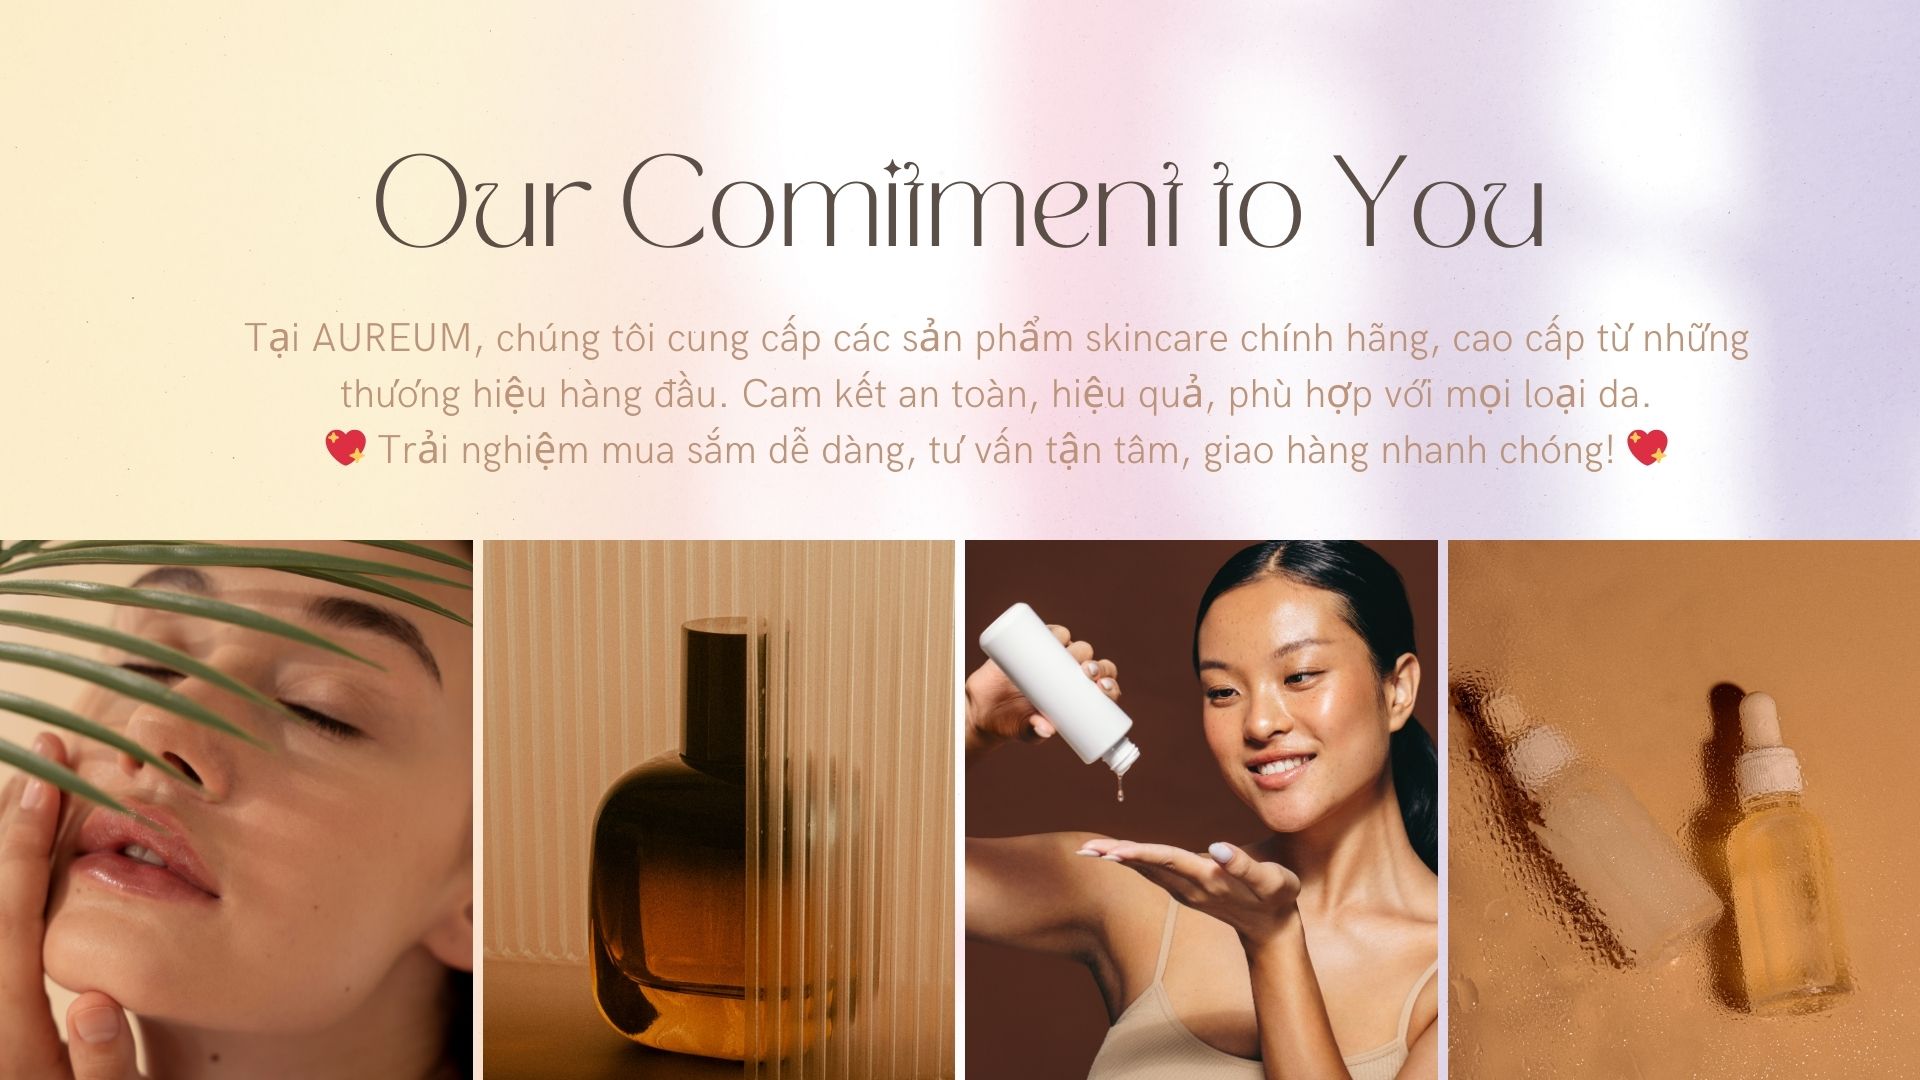 Our Comitment to You
Tại AUREUM, chúng tôi cung cấp các sản phẩm skincare chính hãng, cao cấp từ những
thương hiệu hàng đầu. Cam kết an toàn, hiệu quả, phù hợp với mọi loại da.
💖 Trải nghiệm mua sắm dễ dàng, tư vấn tận tâm, giao hàng nhanh chóng! 💖